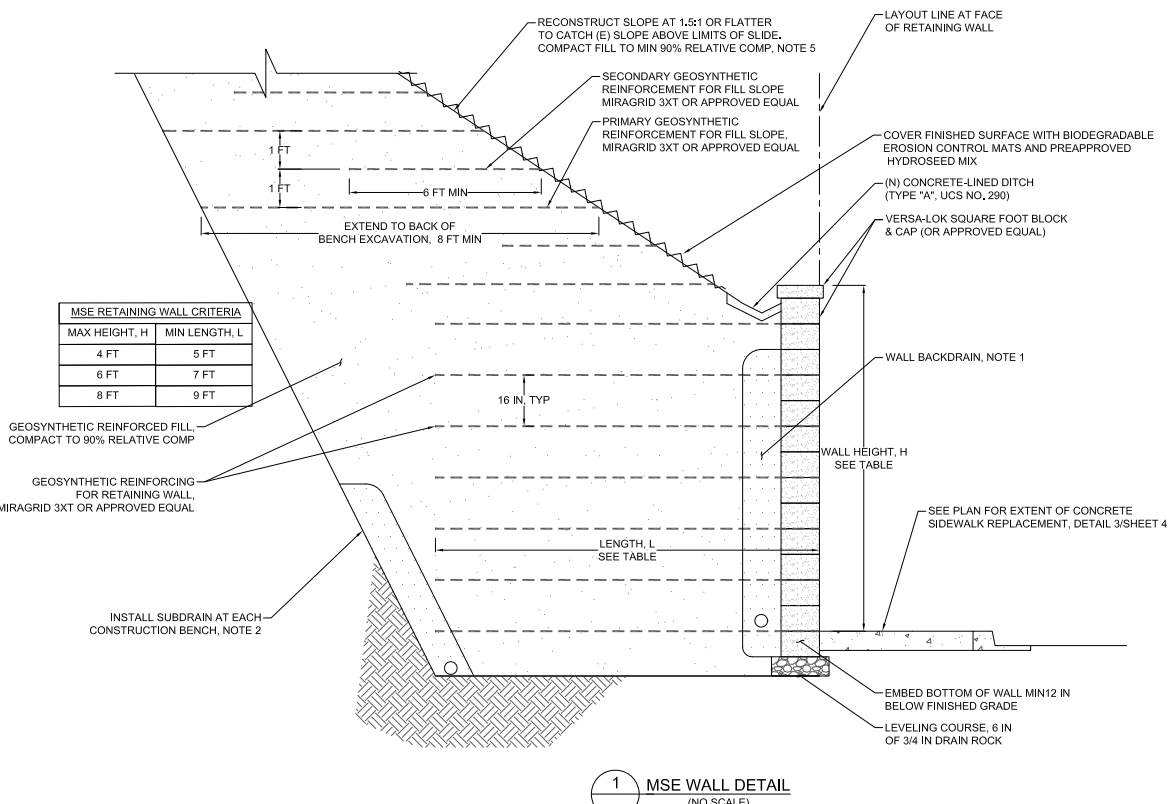 RECONSTRUCT SLOPE AT 1.5:1 OR FLATTER
TO CATCH (E) SLOPE ABOVE LIMITS OF SLIDE.
COMPACT FILL TO MIN 90% RELATIVE COMP, NOTE 5
LAYOUT LINE AT FACE
OF RETAINING WALL
SECONDARY GEOSYNTHETIC
REINFORCEMENT FOR FILL SLOPE
MIRAGRID 3XT OR APPROVED EQUAL
PRIMARY GEOSYNTHETIC
REINFORCEMENT FOR FILL SLOPE,
MIRAGRID 3XT OR APPROVED EQUAL
COVER FINISHED SURFACE WITH BIODEGRADABLE
EROSION CONTROL MATS AND PREAPPROVED
HYDROSEED MIX
(N) CONCRETE-LINED DITCH
(TYPE "A", UCS NO. 290)
VERSA-LOK SQUARE FOOT BLOCK
& CAP (OR APPROVED EQUAL)
1 FT
1 FT
6 FT MIN
EXTEND TO BACK OF
BENCH EXCAVATION, 8 FT MIN
MSE RETAINING WALL CRITERIA
MAX HEIGHT, H MIN LENGTH, L
4 FT 5 FT
6 FT 7 FT
8 FT 9 FT
WALL BACKDRAIN, NOTE 1
16 IN, TYP
GEOSYNTHETIC REINFORCED FILL,
COMPACT TO 90% RELATIVE COMP
WALL HEIGHT, H
SEE TABLE
GEOSYNTHETIC REINFORCING
FOR RETAINING WALL,
MIRAGRID 3XT OR APPROVED EQUAL
SEE PLAN FOR EXTENT OF CONCRETE
SIDEWALK REPLACEMENT, DETAIL 3/SHEET 4
LENGTH, L
SEE TABLE
INSTALL SUBDRAIN AT EACH
CONSTRUCTION BENCH, NOTE 2
EMBED BOTTOM OF WALL MIN12 IN
BELOW FINISHED GRADE
LEVELING COURSE, 6 IN
OF 3/4 IN DRAIN ROCK
1 MSE WALL DETAIL
(NO SCALE)